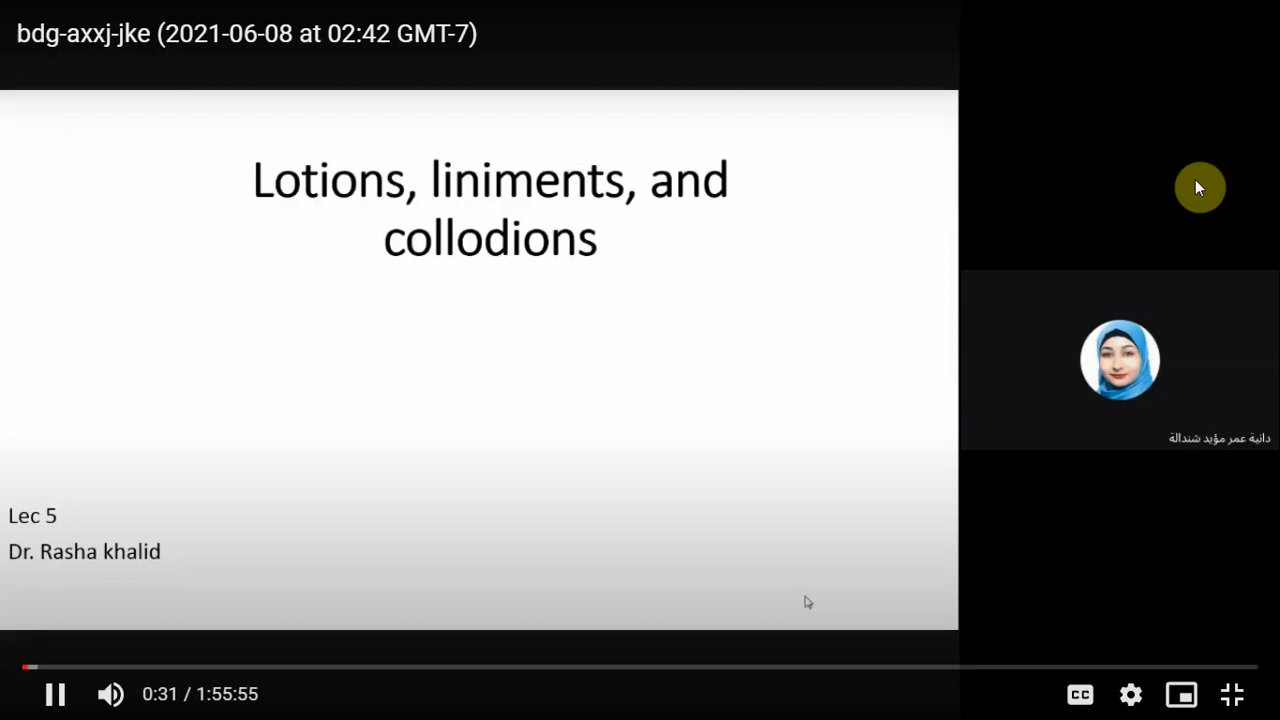 bdg-axxj-jke (2021-06-08 at 02:42 GMT-7)
Lotions, liniments, and
collodions
دانية عمر مؤيد شندالة
Lec 5
Dr. Rasha khalid
0:31 / 1:55:55
CC